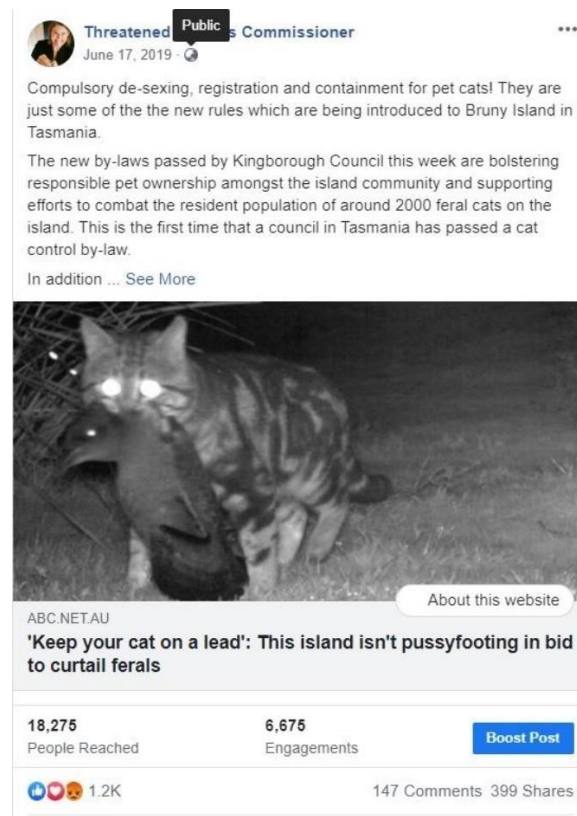 Threatened Public s Commissioner
June 17, 2019 ·
Compulsory de-sexing, registration and containment for pet cats! They are
just some of the the new rules which are being introduced to Bruny Island in
Tasmania.
The new by-laws passed by Kingborough Council this week are bolstering
responsible pet ownership amongst the island community and supporting
efforts to combat the resident population of around 2000 feral cats on the
island. This is the first time that a council in Tasmania has passed a cat
control by-law.
In addition ... See More
About this website
ABC.NET.AU
'Keep your cat on a lead': This island isn't pussyfooting in bid
to curtail ferals
18,275 6,675 Boost Post
People Reached Engagements
1.2K 147 Comments 399 Shares